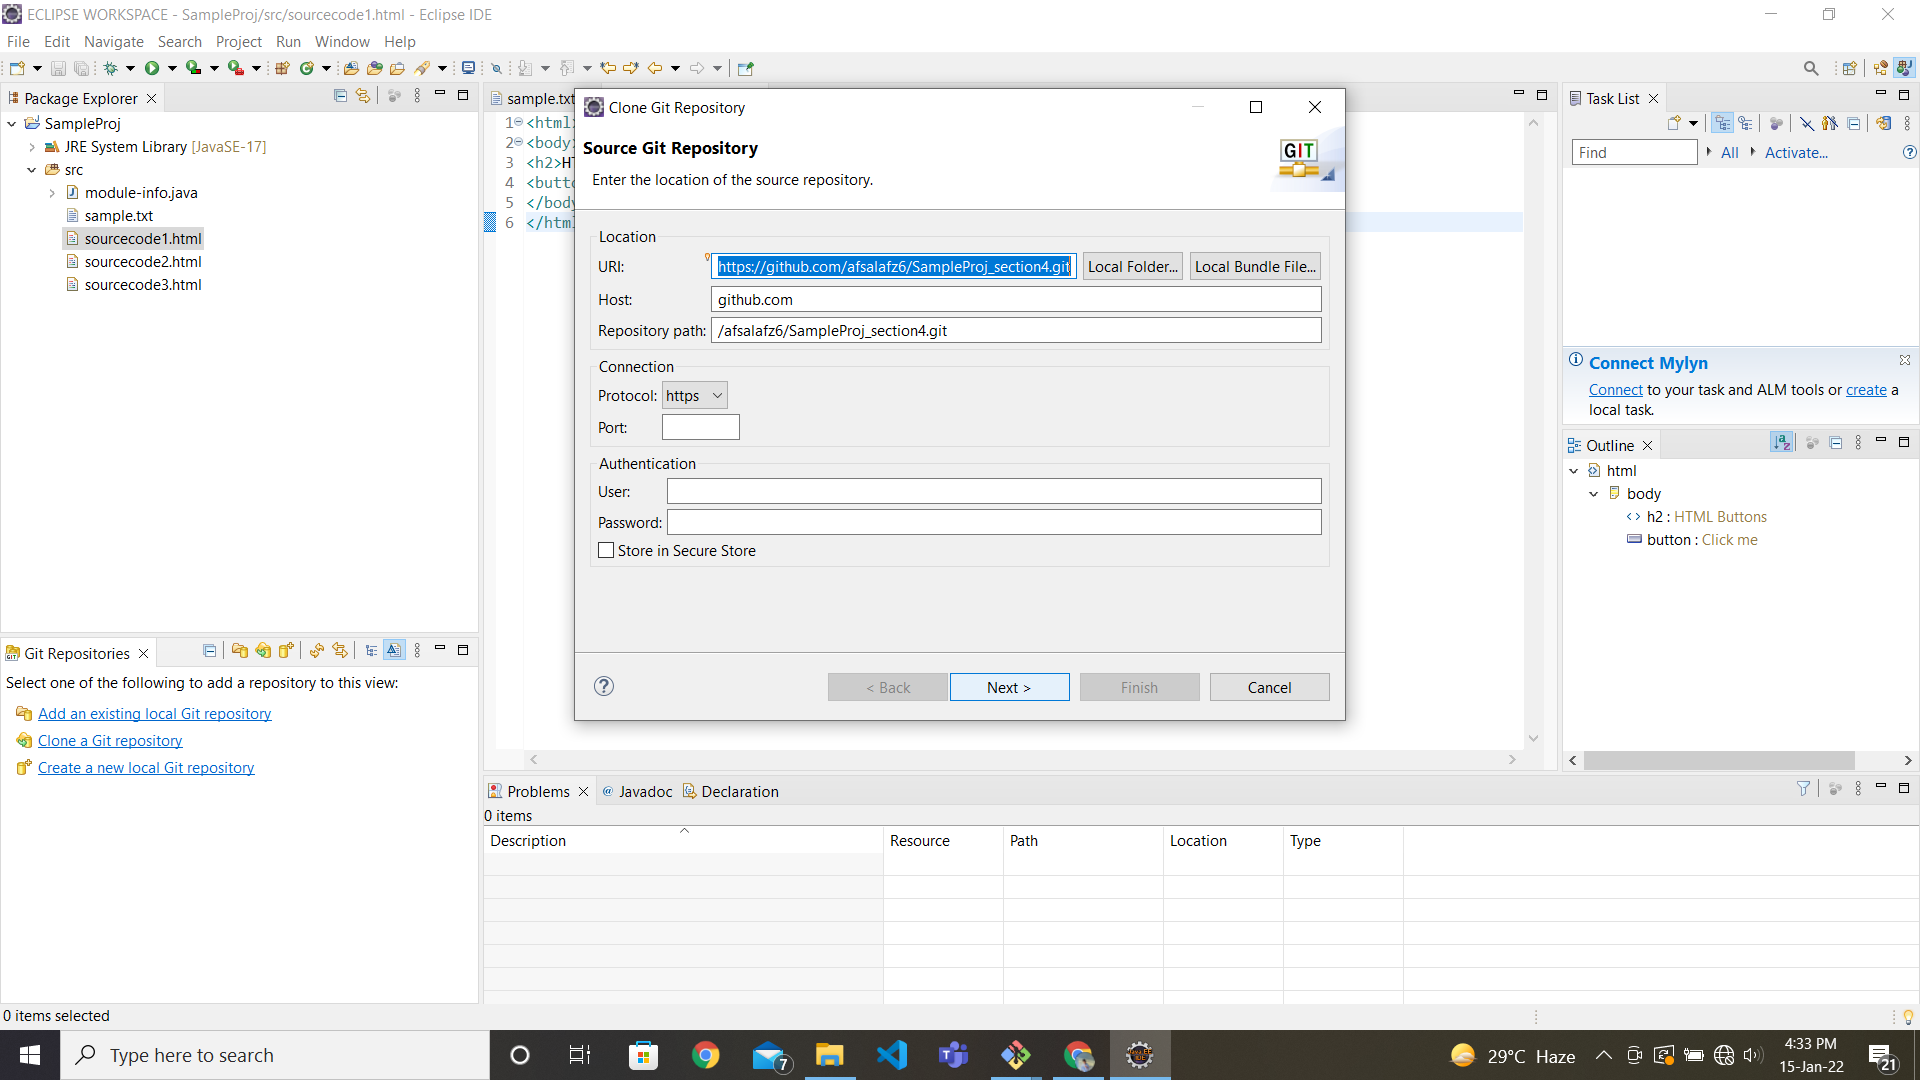 ECLIPSE WORKSPACE - SampleProj/src/sourcecode1.html - Eclipse IDE
File Edit Navigate Search Project Run Window Help
Package Explorer
SampleProj
JRE System Library [JavaSE-17]
src
module-info.java
sample.txt
sourcecode1.html
sourcecode2.html
sourcecode3.html
Git Repositories
Select one of the following to add a repository to this view:
Add an existing local Git repository
Clone a Git repository
Create a new local Git repository
sample.txt
1 <html
2 <body
3 <h2>
4
5 </body
6 </html
Clone Git Repository
Source Git Repository
Enter the location of the source repository.
GIT
Location
URI: https://github.com/afsalafz6/SampleProj_section4.git Local Folder... Local Bundle File...
Host: github.com
Repository path: /afsalafz6/SampleProj_section4.git
Connection
Protocol: https
Port:
Authentication
User:
Password:
Store in Secure Store
< Back Next > Finish Cancel
Task List
Find All Activate...
Connect Mylyn
Connect to your task and ALM tools or create a
local task.
Outline
html
body
h2 : HTML Buttons
button : Click me
Problems Javadoc Declaration
0 items
Description Resource Path Location Type
0 items selected
Type here to search
7
29°C Haze
4:33 PM
15-Jan-22
21